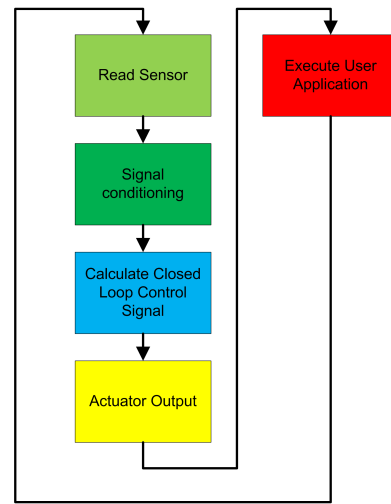 Read Sensor
Signal
conditioning
Calculate Closed
Loop Control
Signal
Actuator Output
Execute User
Application